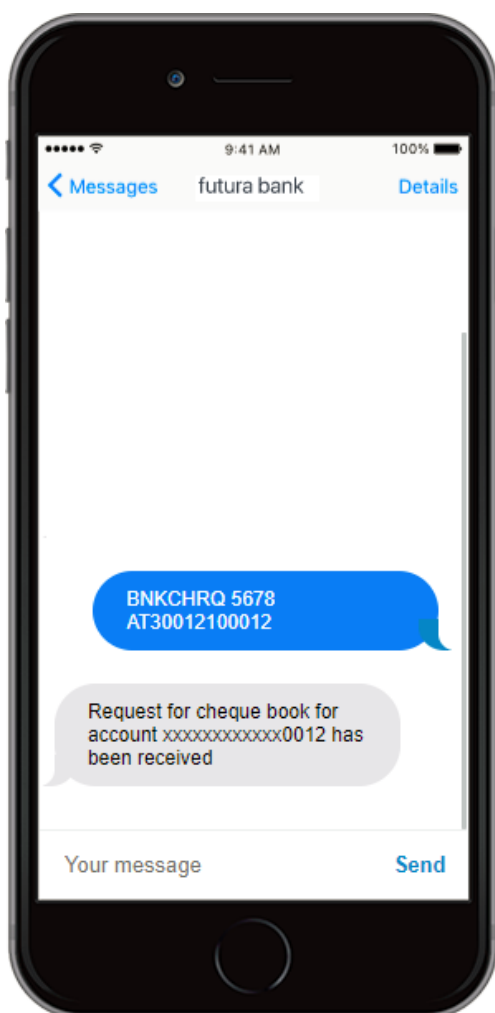 9:41 AM 100%
Messages futura bank Details
BNKCHRQ 5678
AT30012100012
Request for cheque book for
account xxxxxxxxxxxx0012 has
been received
Your message Send